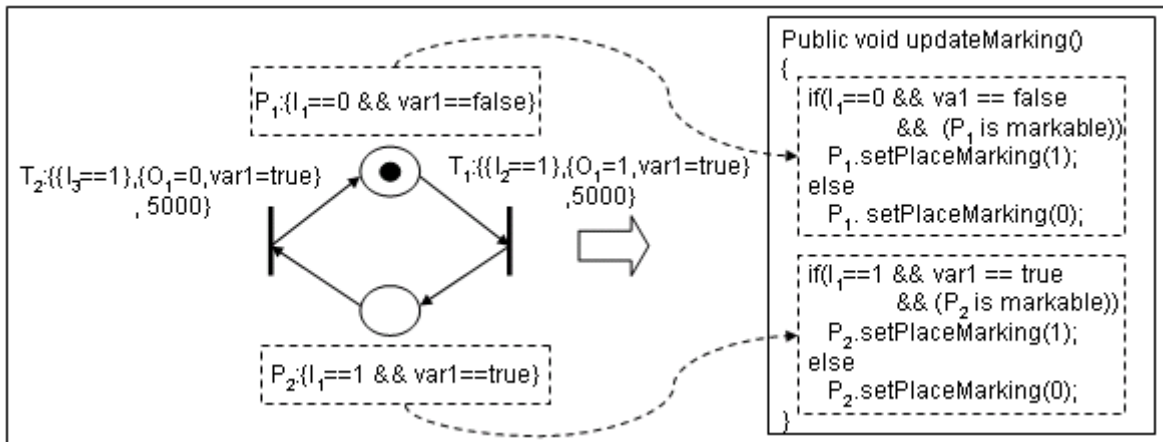 P₁:{I₁==0 && var1==false}
T₂:{{I₃==1},{O₁=0,var1=true}
, 5000}
T₁:{{I₂==1},{O₁=1,var1=true}
,5000}
P₂:{I₁==1 && var1==true}
Public void updateMarking()
{
if(I₁==0 && va1 == false
&& (P₁ is markable))
P₁.setPlaceMarking(1);
else
P₁. setPlaceMarking(0);
if(I₁==1 && var1 == true
&& (P₂ is markable))
P₂.setPlaceMarking(1);
else
P₂.setPlaceMarking(0);
}